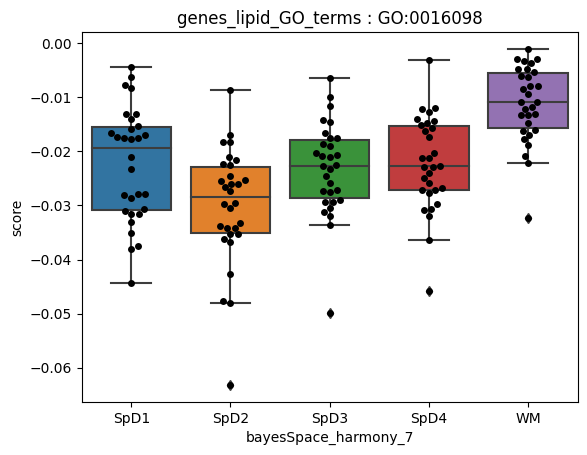 genes_lipid_GO_terms : GO:0016098
0.00
−0.01
−0.02
−0.03
−0.04
−0.05
−0.06
score
SpD1 SpD2 SpD3 SpD4 WM
bayesSpace_harmony_7